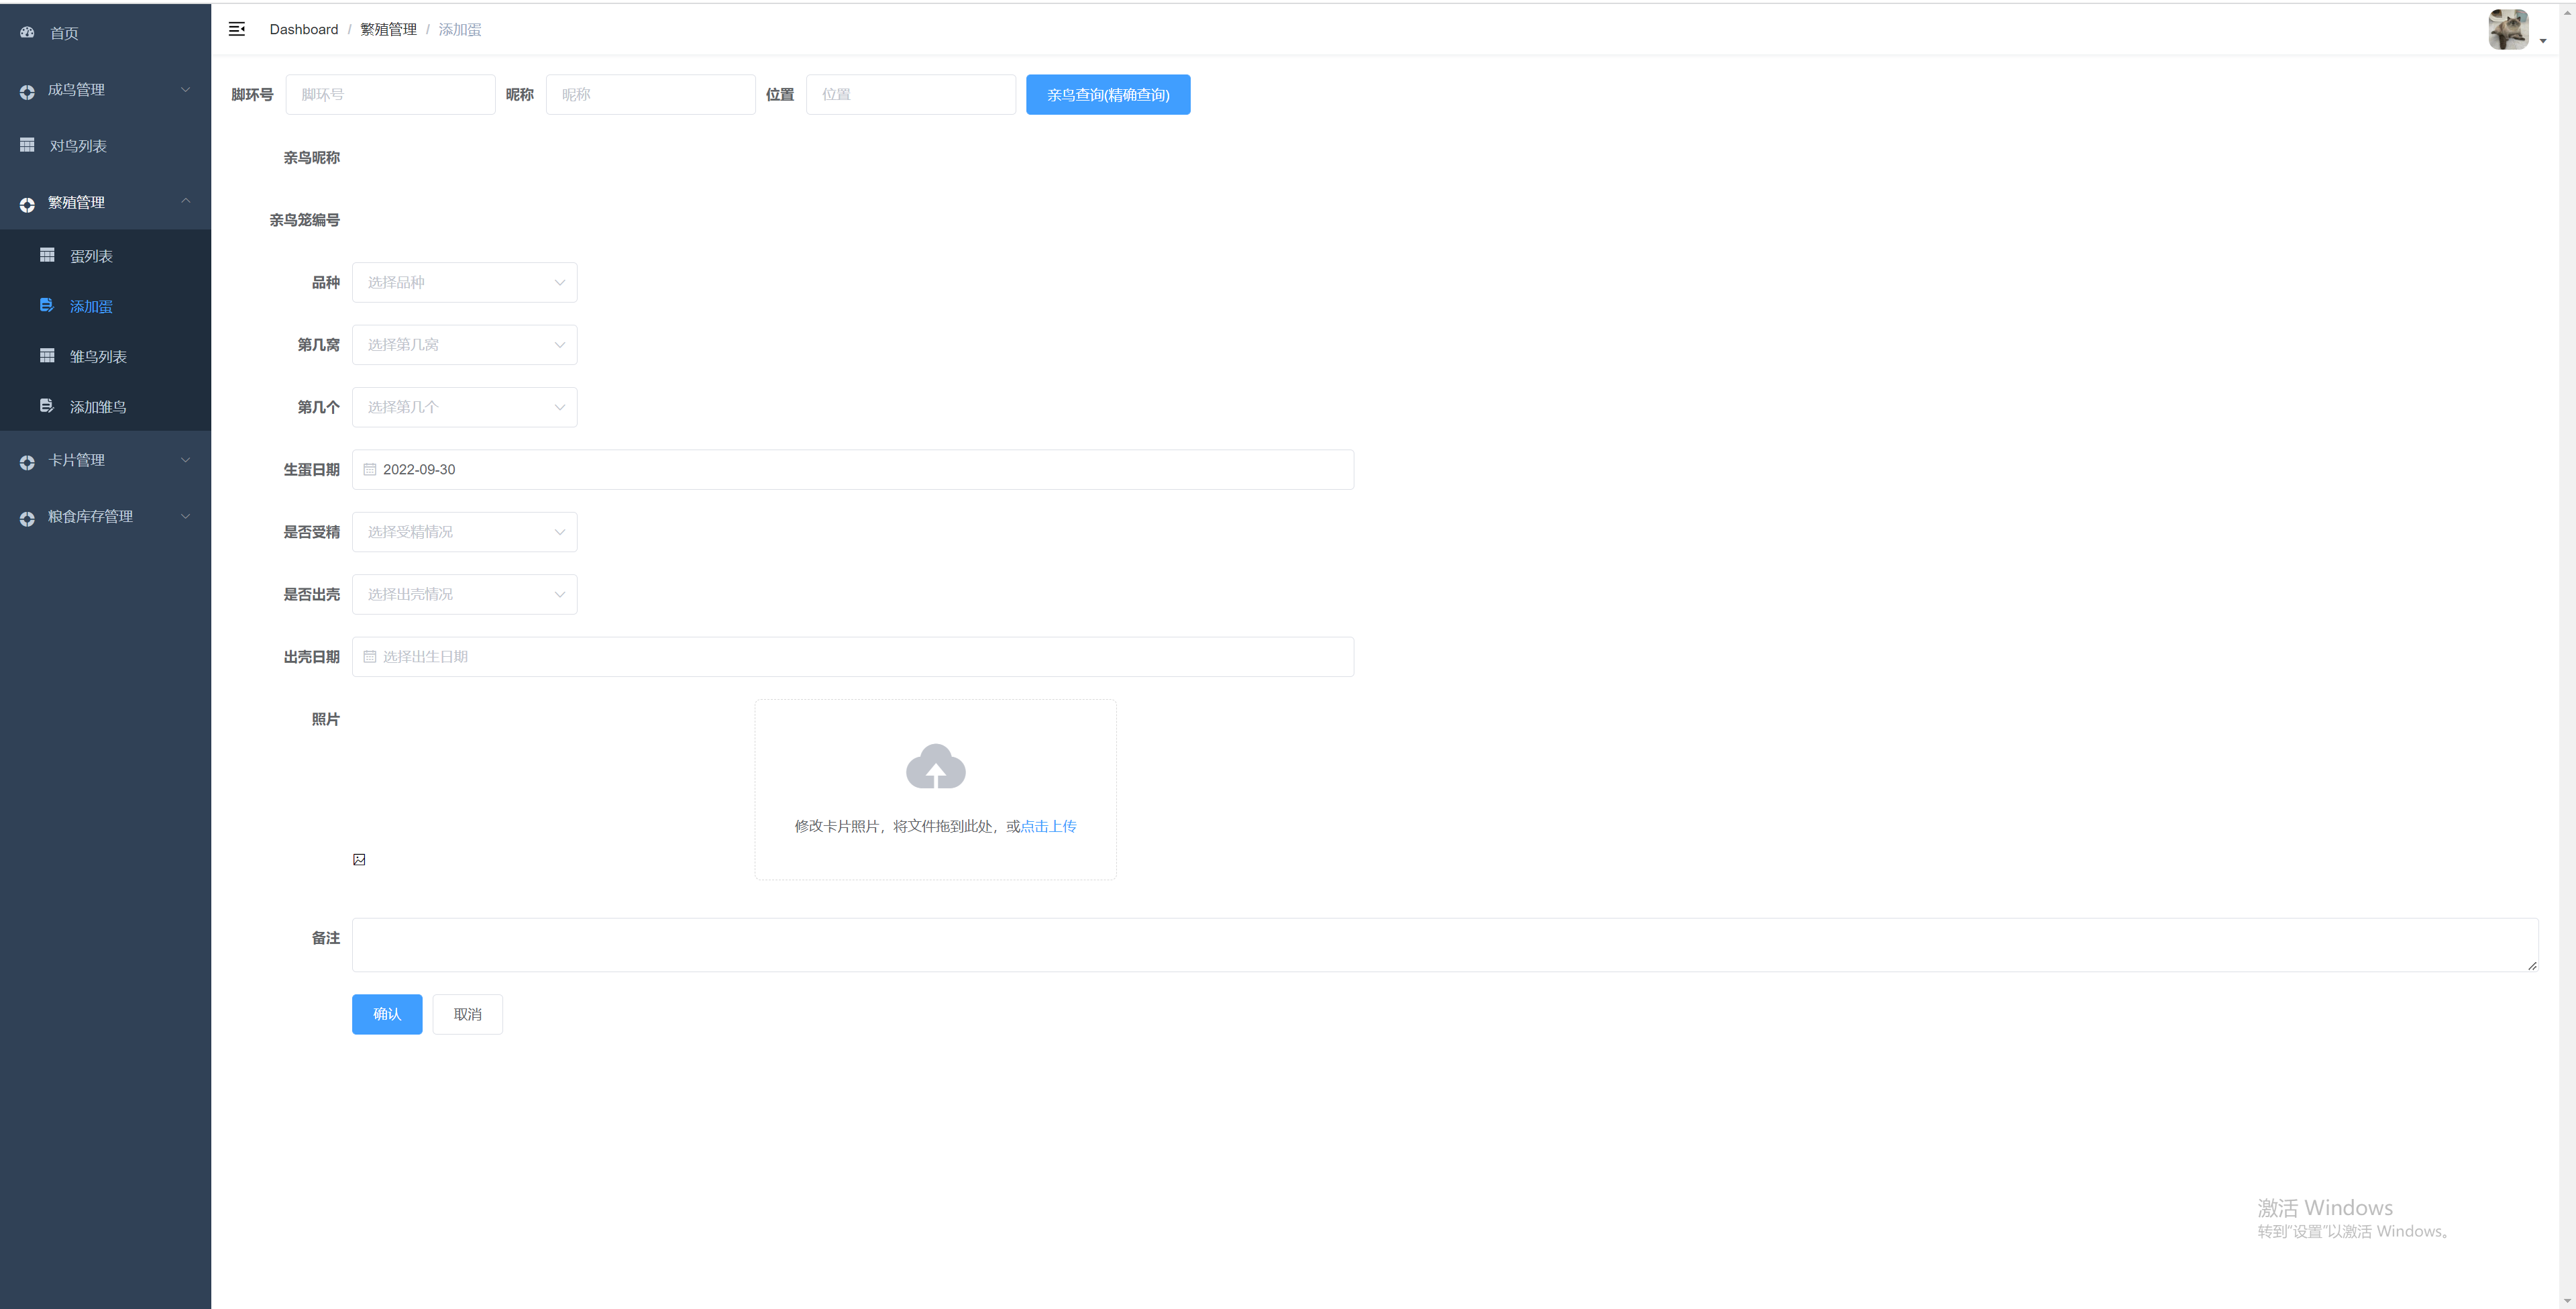 首页
成鸟管理
对鸟列表
繁殖管理
蛋列表
添加蛋
雏鸟列表
添加雏鸟
卡片管理
粮食库存管理
Dashboard / 繁殖管理 / 添加蛋
脚环号 脚环号 昵称 昵称 位置 位置 亲鸟查询(精确查询)
亲鸟昵称
亲鸟笼编号
品种 选择品种
第几窝 选择第几窝
第几个 选择第几个
生蛋日期 2022-09-30
是否受精 选择受精情况
是否出壳 选择出壳情况
出壳日期 选择出生日期
照片
修改卡片照片，将文件拖到此处，或点击上传
备注
确认 取消
激活 Windows
转到"设置"以激活 Windows。